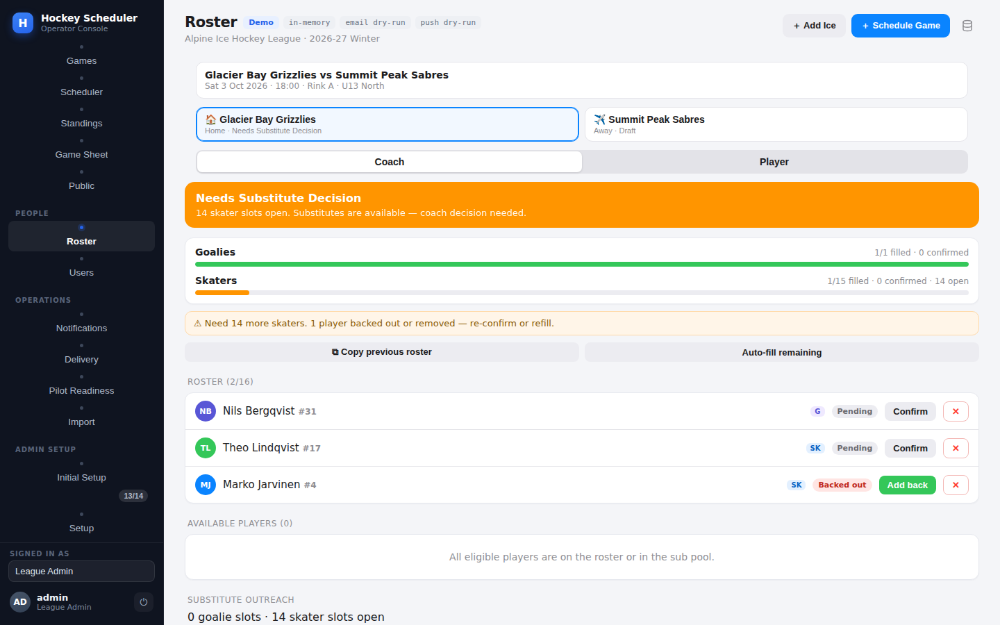 H
Hockey Scheduler
Operator Console
Games
Scheduler
Standings
Game Sheet
Public
PEOPLE
Roster
Users
OPERATIONS
Notifications
Delivery
Pilot Readiness
Import
ADMIN SETUP
Initial Setup
13/14
Setup
SIGNED IN AS
League Admin
AD
admin
League Admin
Roster Demo in-memory email dry-run push dry-run
Alpine Ice Hockey League · 2026-27 Winter
+ Add Ice
+ Schedule Game
Glacier Bay Grizzlies vs Summit Peak Sabres
Sat 3 Oct 2026 · 18:00 · Rink A · U13 North
🏠 Glacier Bay Grizzlies
Home · Needs Substitute Decision
✈️ Summit Peak Sabres
Away · Draft
Coach
Player
Needs Substitute Decision
14 skater slots open. Substitutes are available — coach decision needed.
Goalies 1/1 filled · 0 confirmed
Skaters 1/15 filled · 0 confirmed · 14 open
⚠ Need 14 more skaters. 1 player backed out or removed — re-confirm or refill.
⧉ Copy previous roster
Auto-fill remaining
ROSTER (2/16)
NB Nils Bergqvist #31 G Pending Confirm ✕
TL Theo Lindqvist #17 SK Pending Confirm ✕
MJ Marko Jarvinen #4 SK Backed out Add back ✕
AVAILABLE PLAYERS (0)
All eligible players are on the roster or in the sub pool.
SUBSTITUTE OUTREACH
0 goalie slots · 14 skater slots open